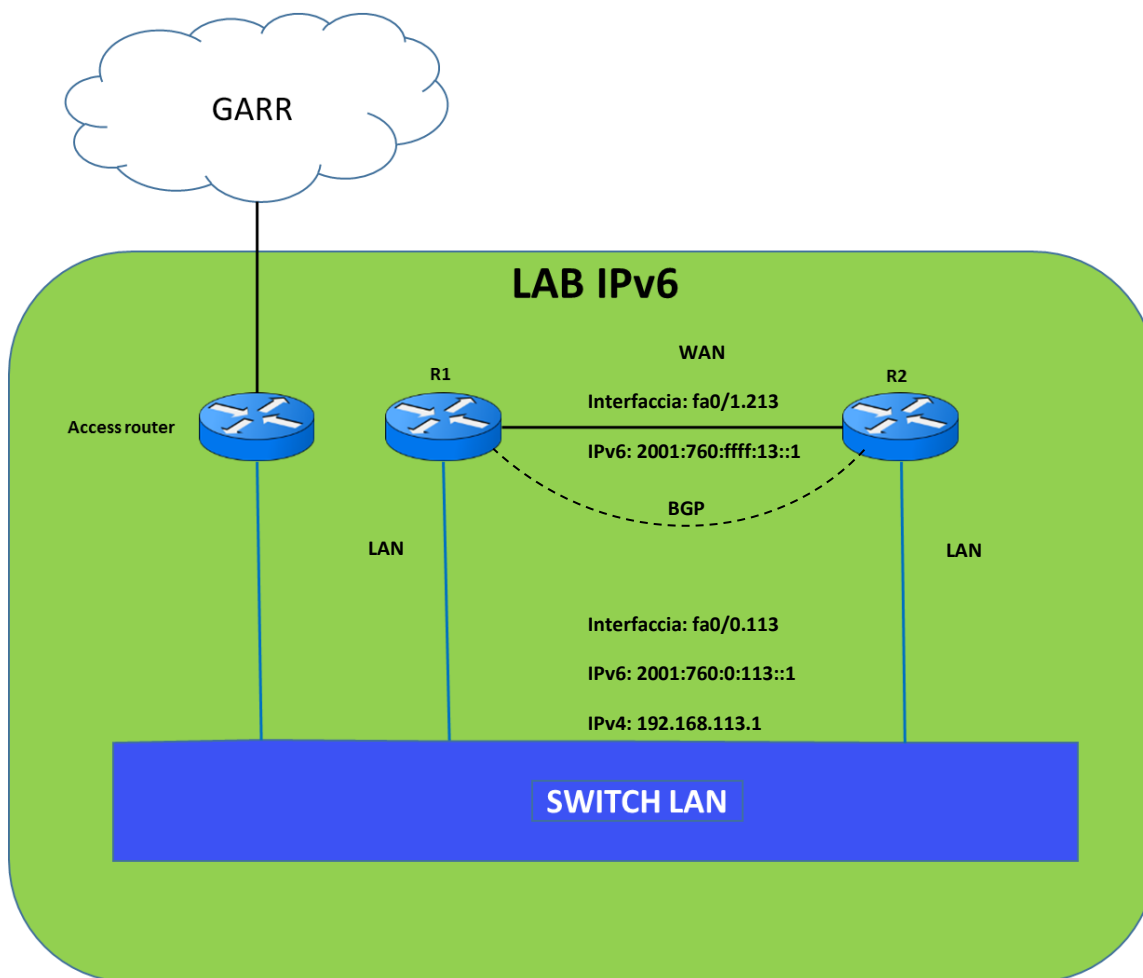 GARR
LAB IPv6
WAN
R1
R2
Interfaccia: fa0/1.213
Access router
IPv6: 2001:760:ffff:13::1
BGP
LAN
LAN
Interfaccia: fa0/0.113
IPv6: 2001:760:0:113::1
IPv4: 192.168.113.1
SWITCH LAN